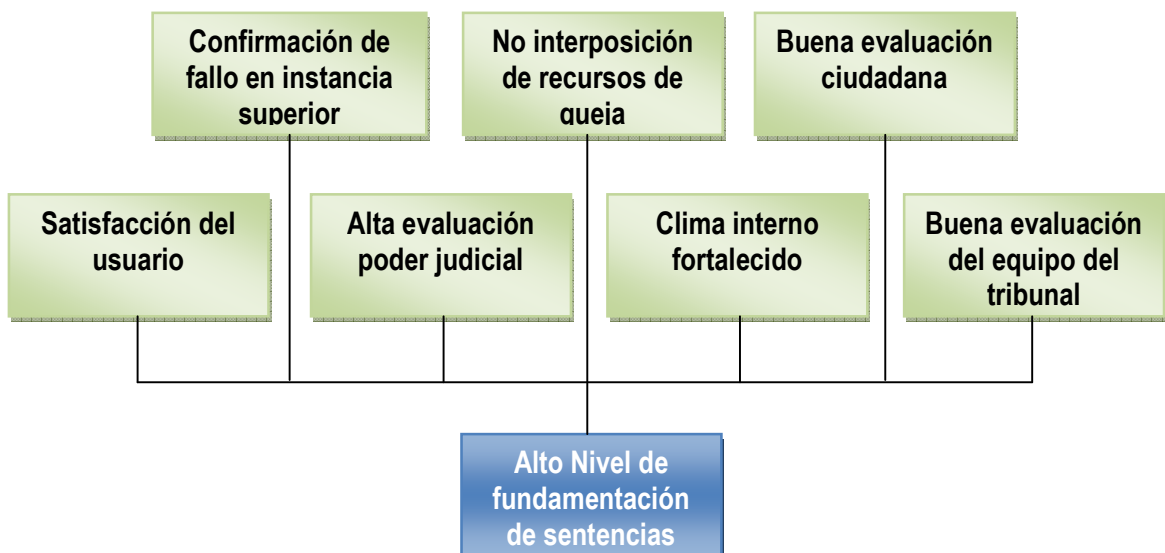 Confirmación de
fallo en instancia
superior
No interposición
de recursos de
queja
Buena evaluación
ciudadana
Satisfacción del
usuario
Alta evaluación
poder judicial
Clima interno
fortalecido
Buena evaluación
del equipo del
tribunal
Alto Nivel de
fundamentación
de sentencias